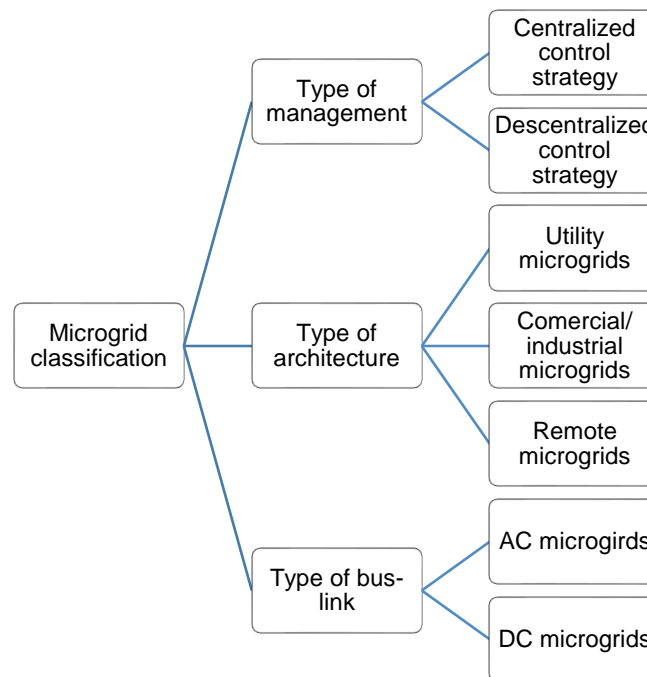 Centralized
control
strategy
Type of
management
Descentralized
control
strategy
Utility
microgrids
Microgrid
classification
Type of
architecture
Comercial/
industrial
microgrids
Remote
microgrids
AC microgirds
Type of bus-
link
DC microgrids